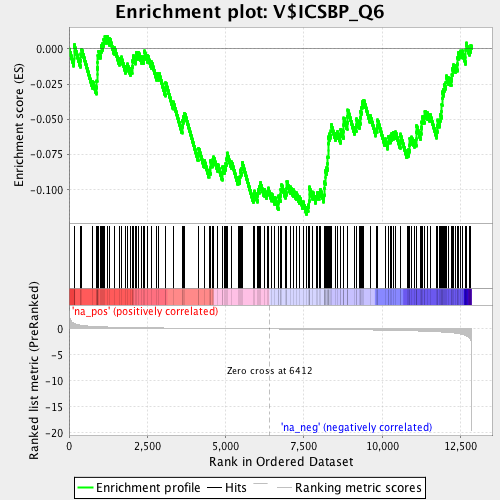 Enrichment plot: V$ICSBP_Q6
Enrichment score (ES)
0.000
-0.025
-0.050
-0.075
-0.100
'na_pos' (positively correlated)
Ranked list metric (PreRanked)
0
-5
-10
-15
-20
Zero cross at 6412
'na_neg' (negatively correlated)
0
2,500
5,000
7,500
10,000
12,500
Rank in Ordered Dataset
Enrichment profile
Hits
Ranking metric scores